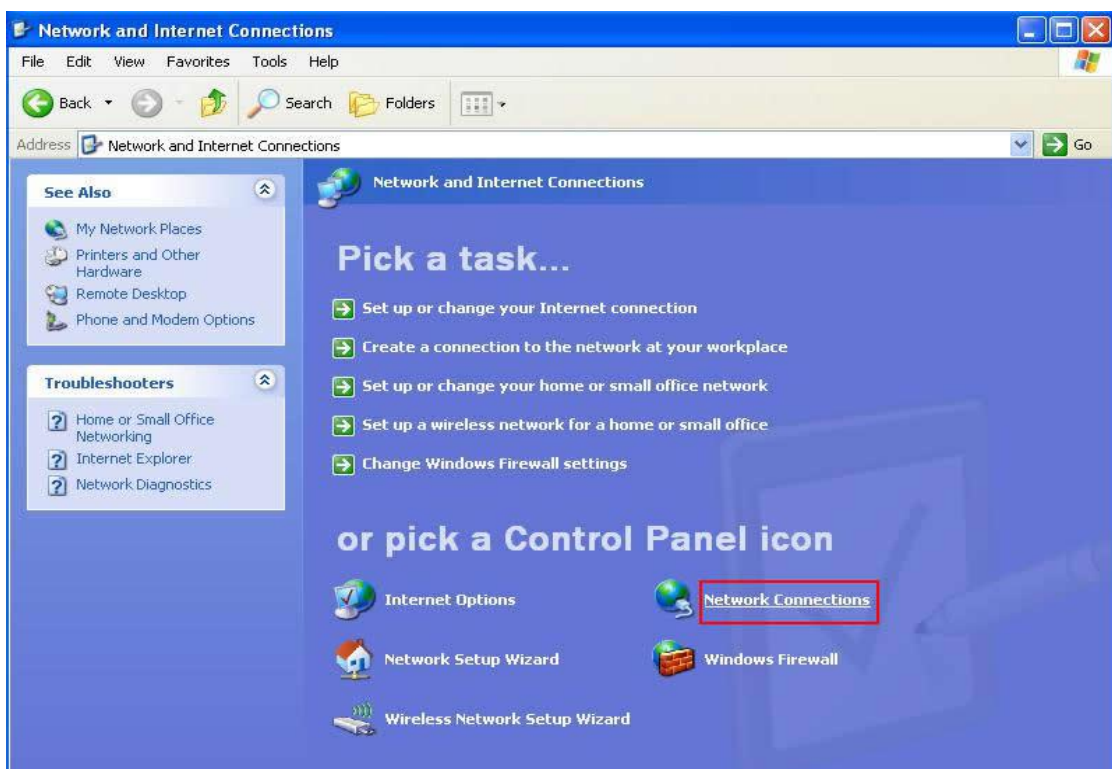 Network and Internet Connections
File Edit View Favorites Tools Help
Back Search Folders
Address Network and Internet Connections Go
See Also
My Network Places
Printers and Other
Hardware
Remote Desktop
Phone and Modem Options
Troubleshooters
Home or Small Office
Networking
Internet Explorer
Network Diagnostics
Network and Internet Connections
Pick a task...
Set up or change your Internet connection
Create a connection to the network at your workplace
Set up or change your home or small office network
Set up a wireless network for a home or small office
Change Windows Firewall settings
or pick a Control Panel icon
Internet Options
Network Connections
Network Setup Wizard
Windows Firewall
Wireless Network Setup Wizard